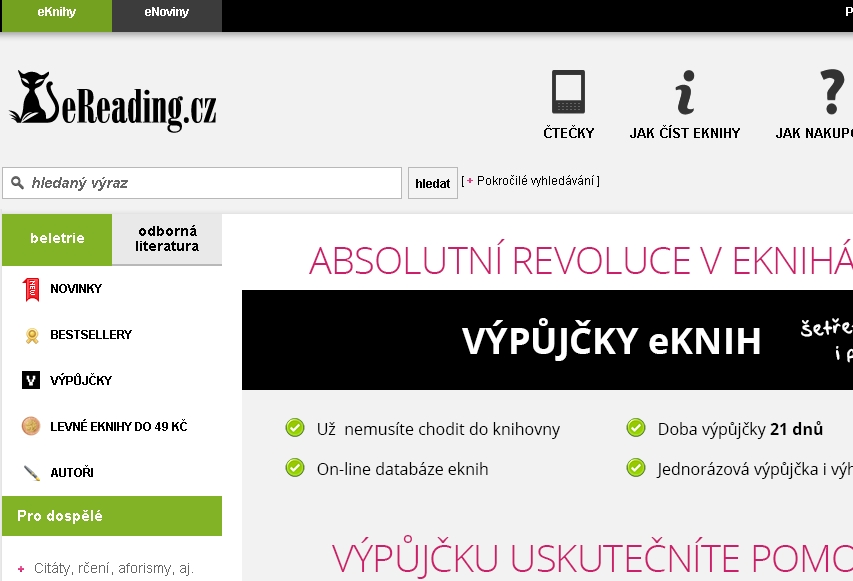 eKnihy
eNoviny
eReading.cz
ČTEČKY
JAK ČÍST EKNIHY
JAK NAKUPO
hledaný výraz
hledat
[ + Pokročilé vyhledávání ]
beletrie
odborná
literatura
NOVINKY
BESTSELLERY
V
VÝPŮJČKY
LEVNÉ EKNIHY DO 49 KČ
AUTOŘI
Pro dospělé
+ Citáty, rčení, aforismy, aj.
ABSOLUTNÍ REVOLUCE V EKNIHÁ
VÝPŮJČKY eKNIH
šetře
i p
Už nemusíte chodit do knihovny
Doba výpůjčky 21 dnů
On-line databáze eknih
Jednorázová výpůjčka i výh
VÝPŮJČKU USKUTEČNÍTE POMO